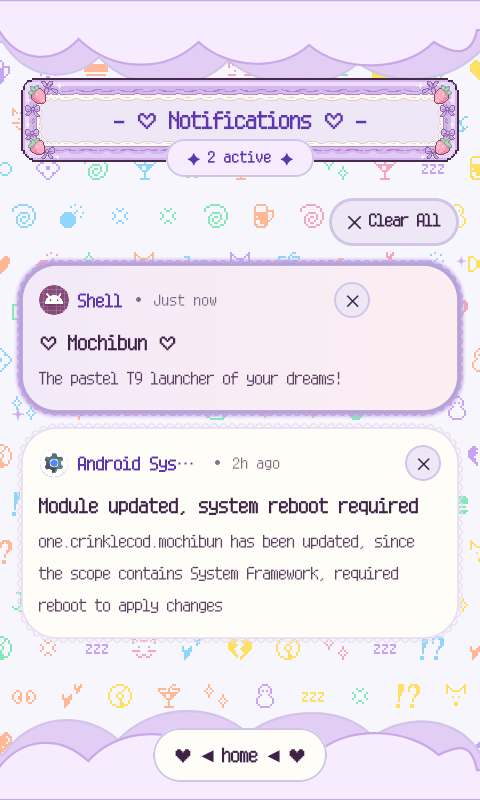 – ♡ Notifications ♡ –
✦ 2 active ✦
× Clear All
Shell • Just now ×
♡ Mochibun ♡
The pastel T9 launcher of your dreams!
Android Sys··· • 2h ago ×
Module updated, system reboot required
one.crinklecod.mochibun has been updated, since
the scope contains System Framework, required
reboot to apply changes
♥ ◀ home ◀ ♥